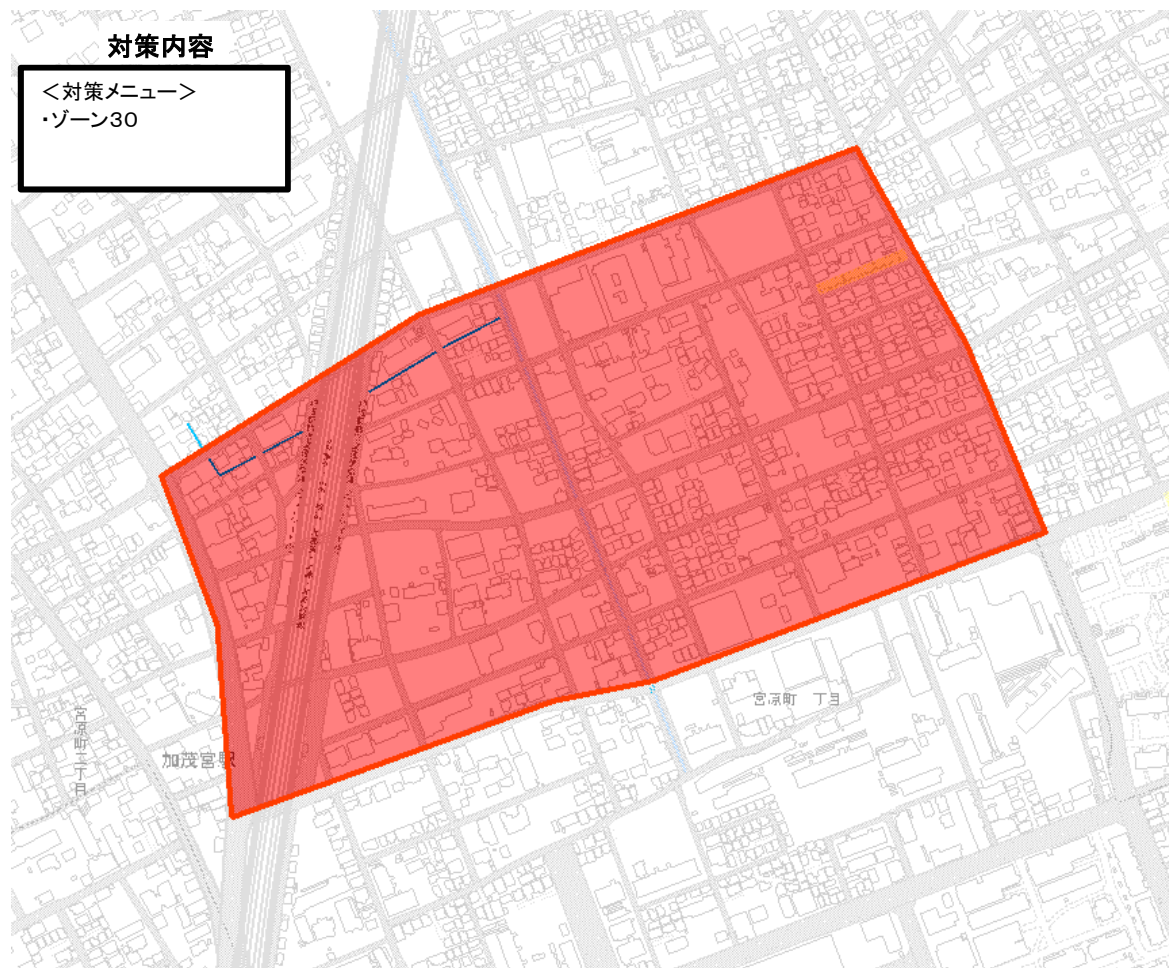 対策内容
＜対策メニュー＞
・ゾーン30
宮原町二丁目
加茂宮駅
宮原町 丁目